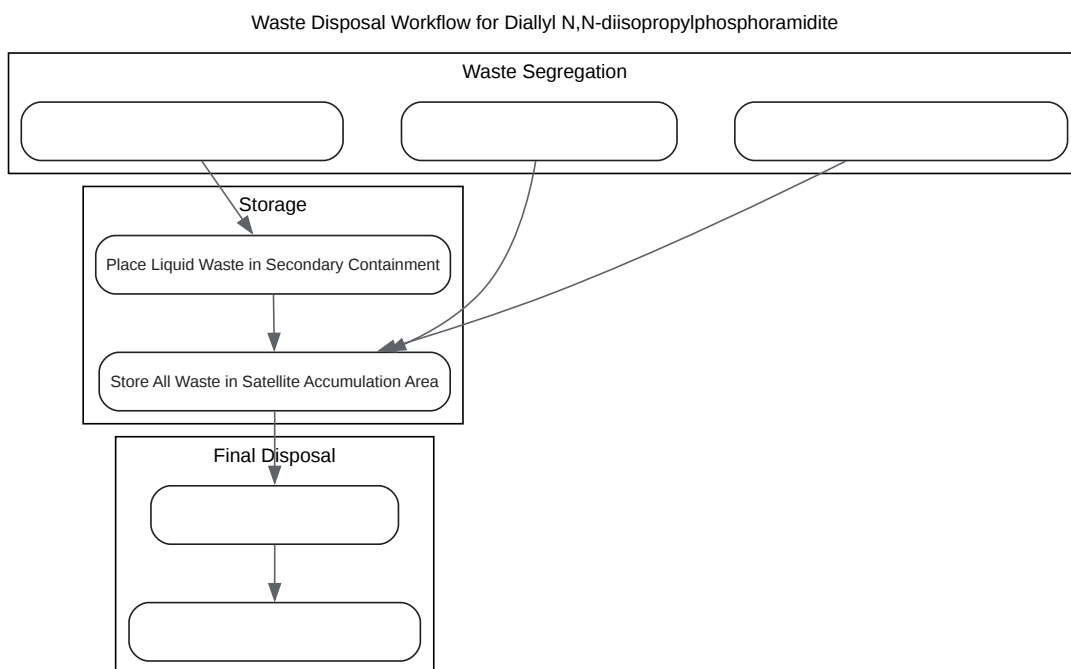 Waste Disposal Workflow for Diallyl N,N-diisopropylphosphoramidite
Waste Segregation
Storage
Place Liquid Waste in Secondary Containment
Store All Waste in Satellite Accumulation Area
Final Disposal